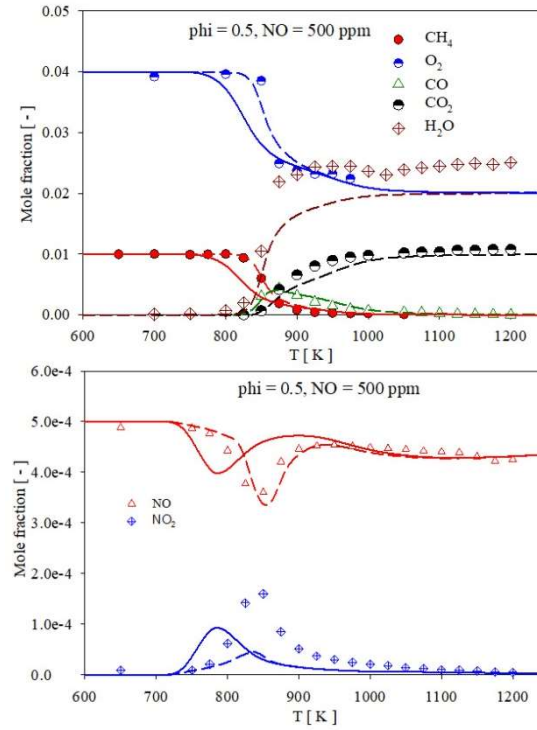 phi = 0.5, NO = 500 ppm
CH4
O2
CO
CO2
H2O
0.05
0.04
0.03
0.02
0.01
0.00
Mole fraction [ - ]
600 700 800 900 1000 1100 1200
T [ K ]
phi = 0.5, NO = 500 ppm
6.0e-4
5.0e-4
4.0e-4
3.0e-4
2.0e-4
1.0e-4
0.0
Mole fraction [ - ]
NO
NO2
600 700 800 900 1000 1100 1200
T [ K ]